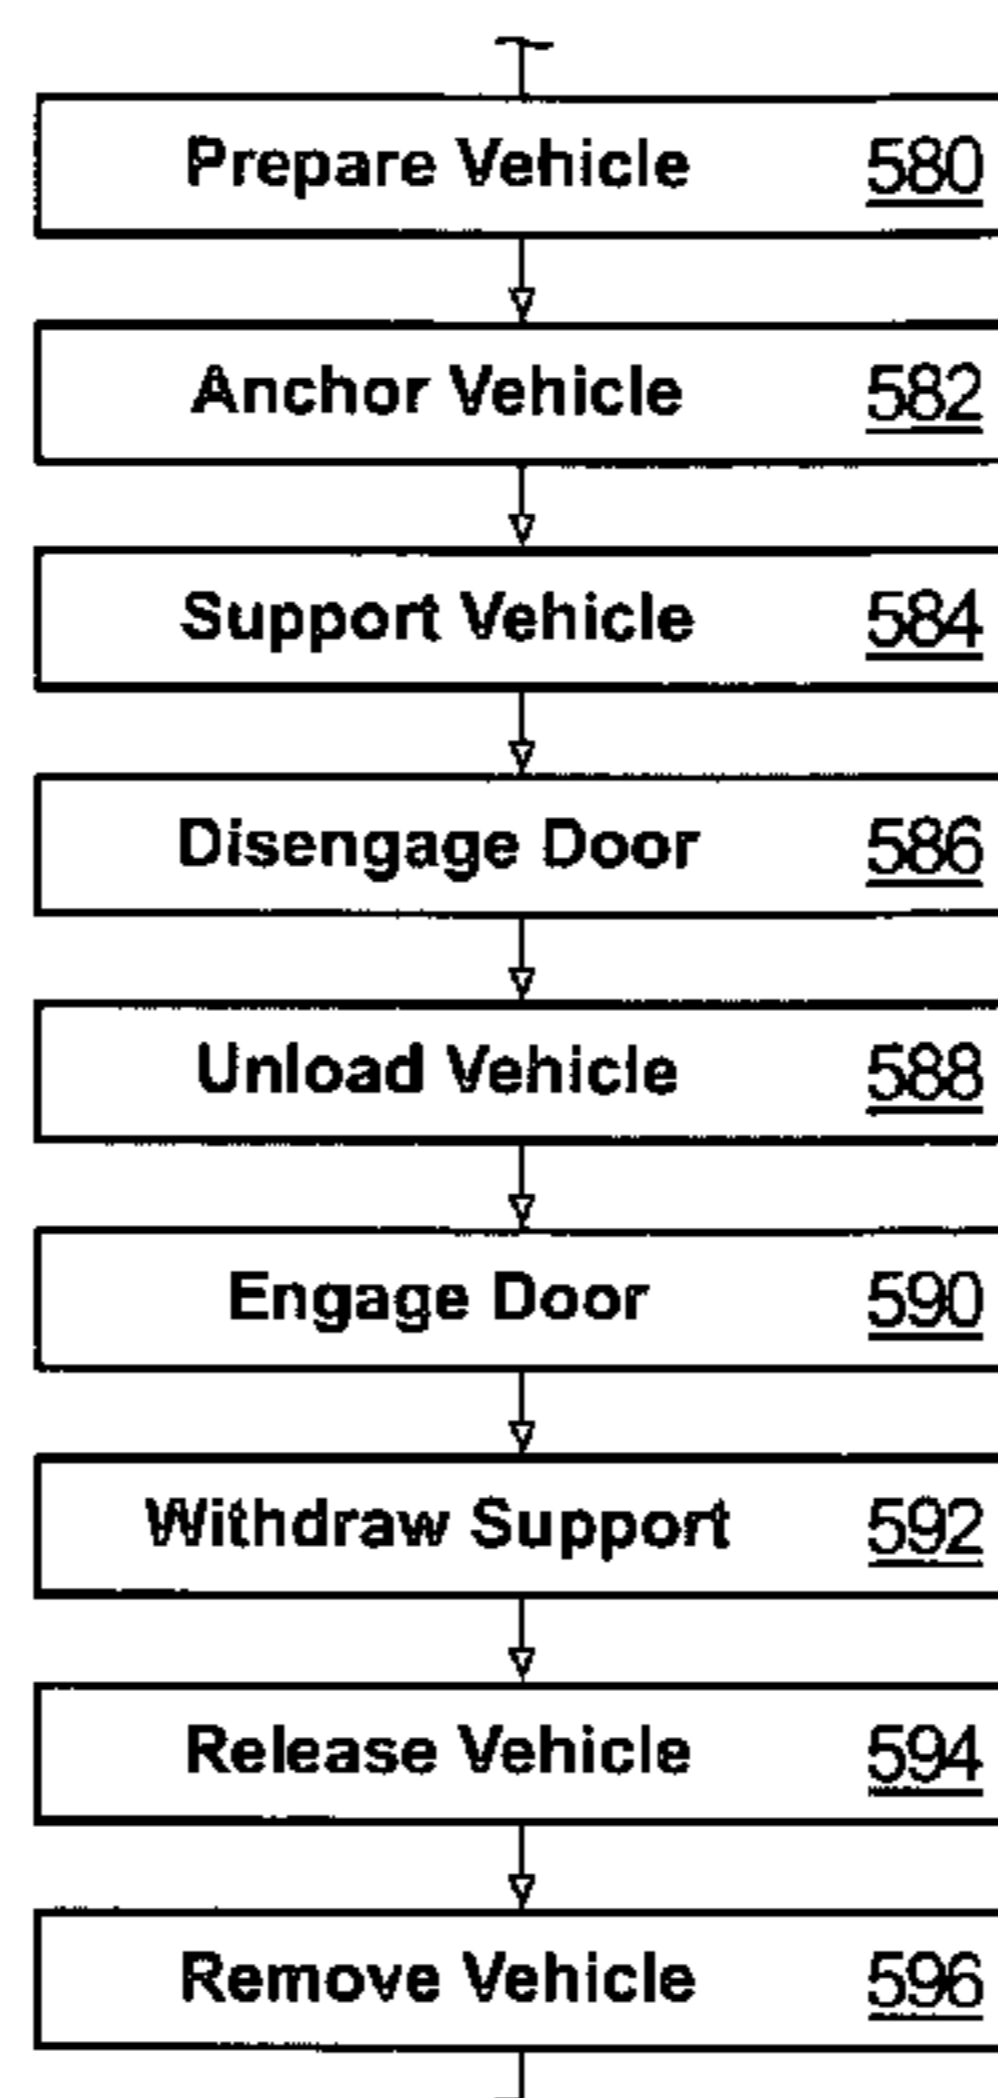 Prepare Vehicle 580
Anchor Vehicle 582
Support Vehicle 584
Disengage Door 586
Unload Vehicle 588
Engage Door 590
Withdraw Support 592
Release Vehicle 594
Remove Vehicle 596